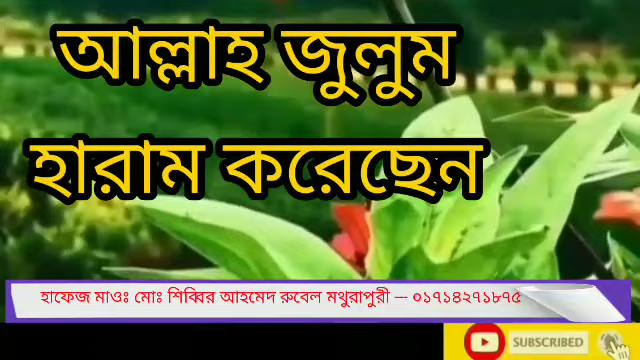 আল্লাহ জুলুম
হারাম করেছেন
হাফেজ মাওঃ মোঃ শিব্বির আহমেদ রুবেল মথুরাপুরী — ০১৭১৪২৭১৮৭৫
SUBSCRIBED